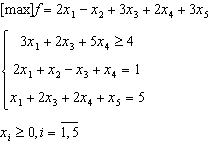 [max] f = 2x₁ − x₂ + 3x₃ + 2x₄ + 3x₅
3x₁ + 2x₃ + 5x₄ ≥ 4
2x₁ + x₂ − x₃ + x₄ = 1
x₁ + 2x₃ + 2x₄ + x₅ = 5
xᵢ ≥ 0, i = 1,5